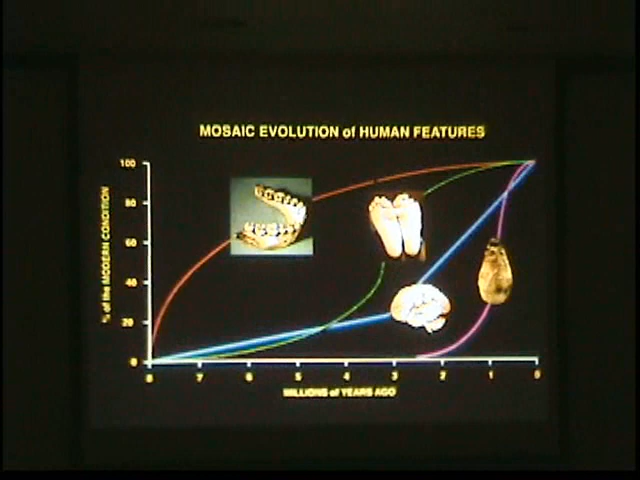 MOSAIC EVOLUTION of HUMAN FEATURES
% of the MODERN CONDITION
100
80
60
40
20
0
8 7 6 5 4 3 2 1 0
MILLIONS of YEARS AGO